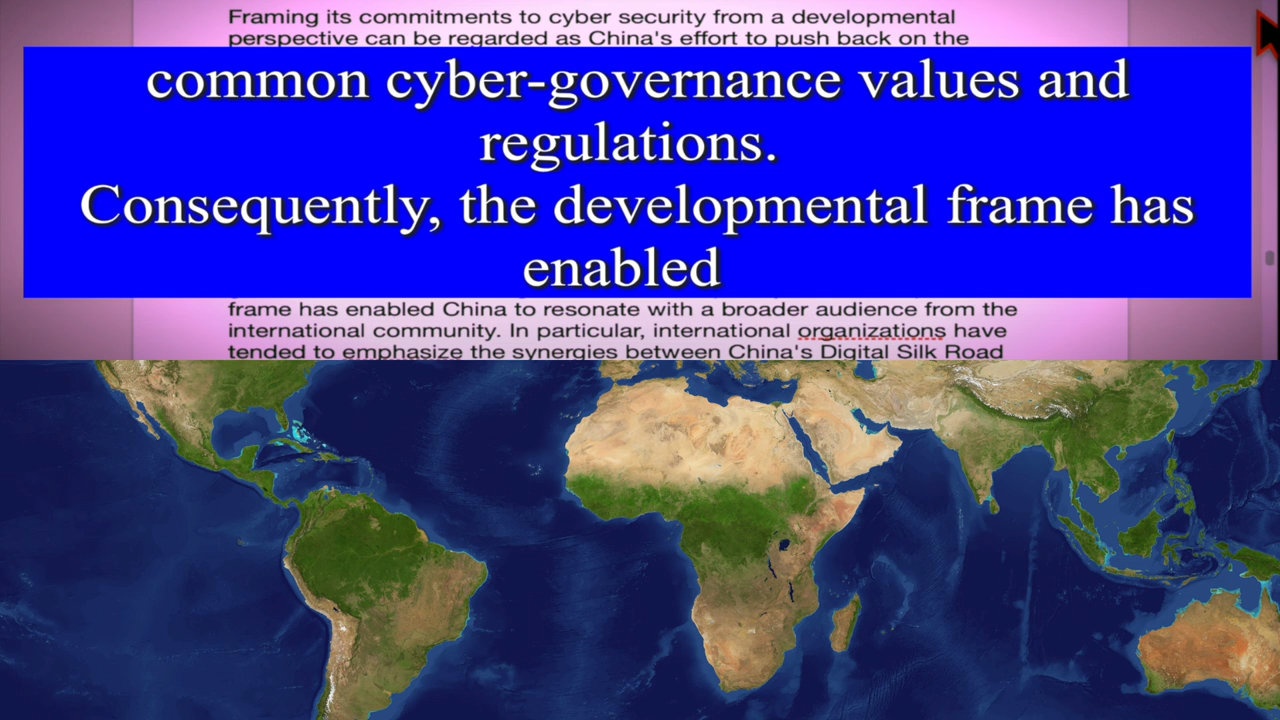 Framing its commitments to cyber security from a developmental
perspective can be regarded as China's effort to push back on the
common cyber-governance values and
regulations.
Consequently, the developmental frame has
enabled
frame has enabled China to resonate with a broader audience from the
international community. In particular, international organizations have
tended to emphasize the synergies between China's Digital Silk Road